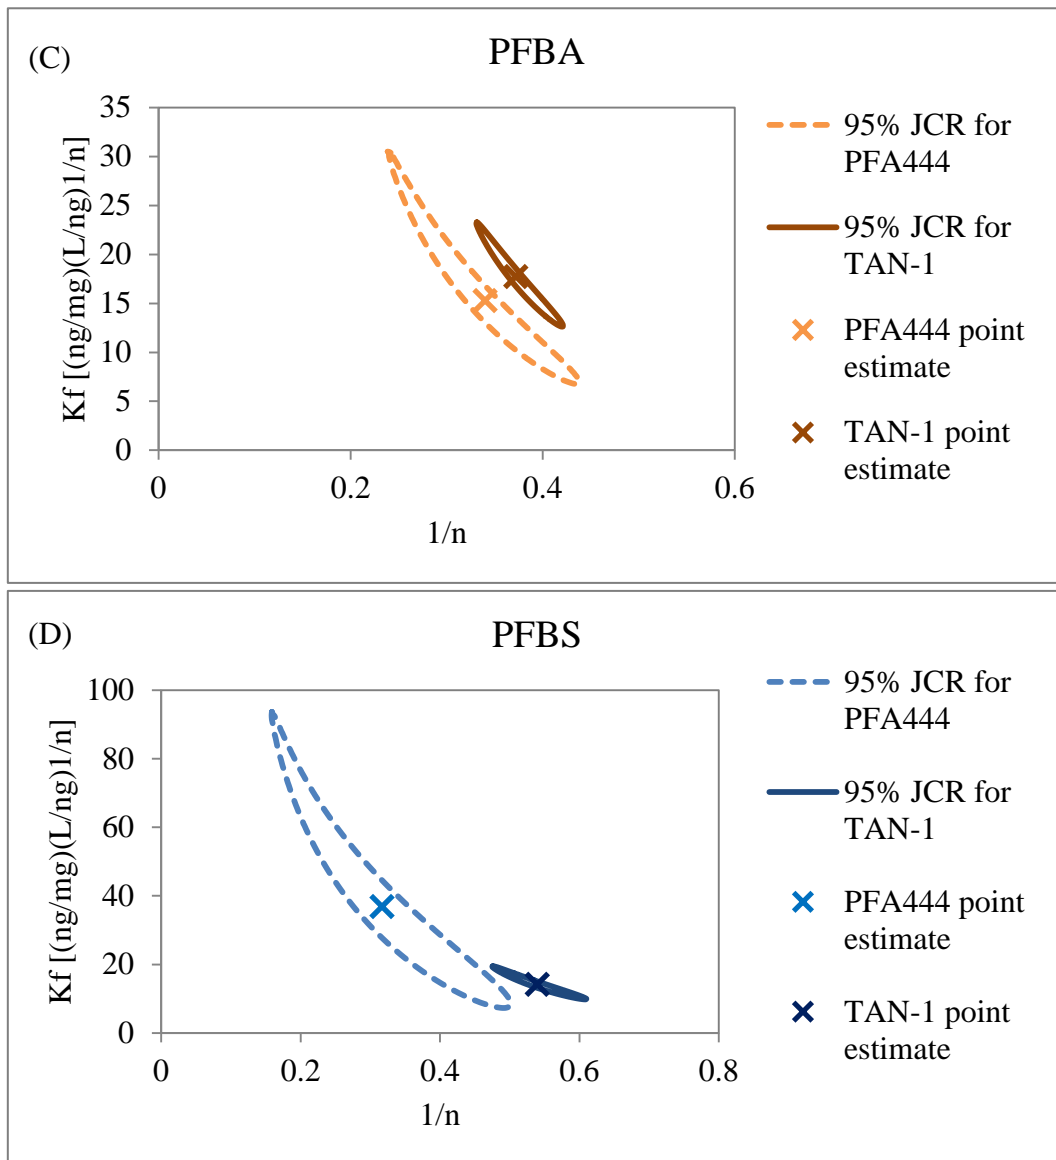 (C)
PFBA
Kf [(ng/mg)(L/ng)1/n]
35
30
25
20
15
10
5
0
0
0.2
0.4
0.6
1/n
95% JCR for
PFA444
95% JCR for
TAN-1
PFA444 point
estimate
TAN-1 point
estimate
(D)
PFBS
Kf [(ng/mg)(L/ng)1/n]
100
80
60
40
20
0
0
0.2
0.4
0.6
0.8
1/n
95% JCR for
PFA444
95% JCR for
TAN-1
PFA444 point
estimate
TAN-1 point
estimate